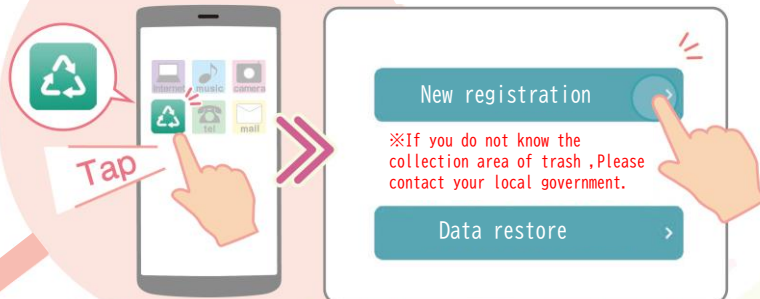 internet
music
camera
tel
mail
Tap
New registration
※If you do not know the
collection area of trash ,Please
contact your local government.
Data restore